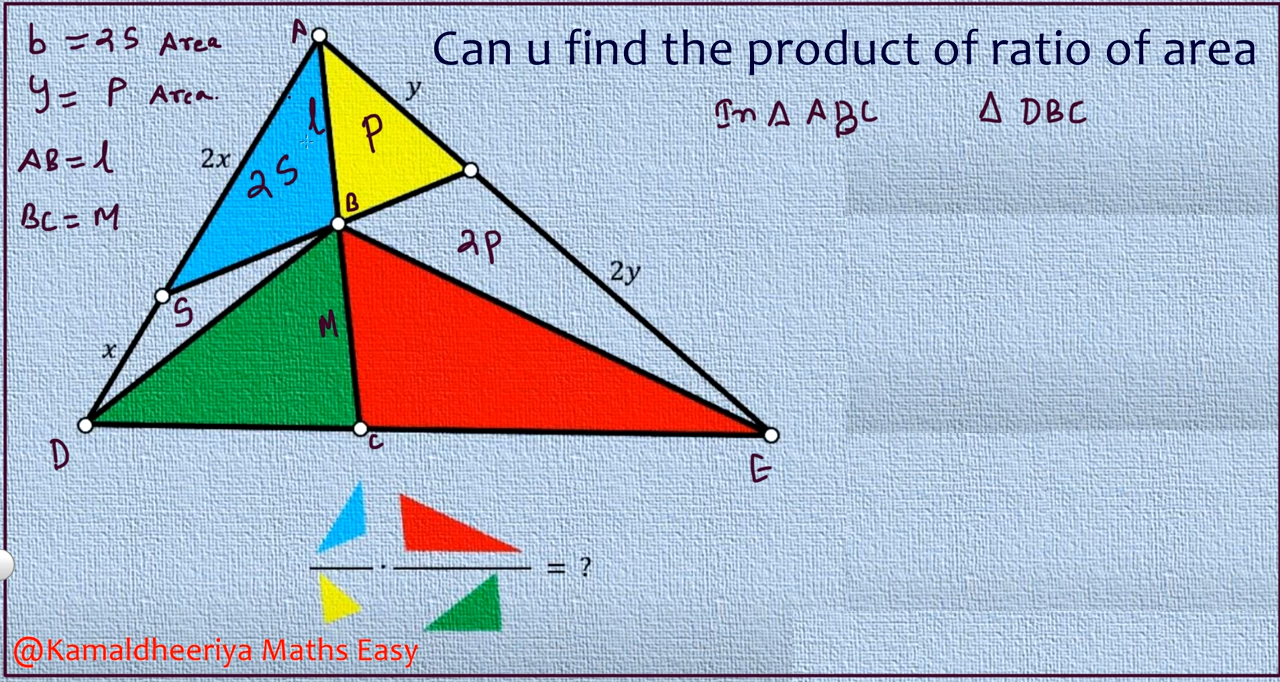 Can u find the product of ratio of area
b = 2S Area
y = P Area.
AB = l
BC = M
In Δ ABC Δ DBC
A
y
l
P
2x
2S
B
2P
2y
S
M
x
D
C
E
= ?
@Kamaldheeriya Maths Easy